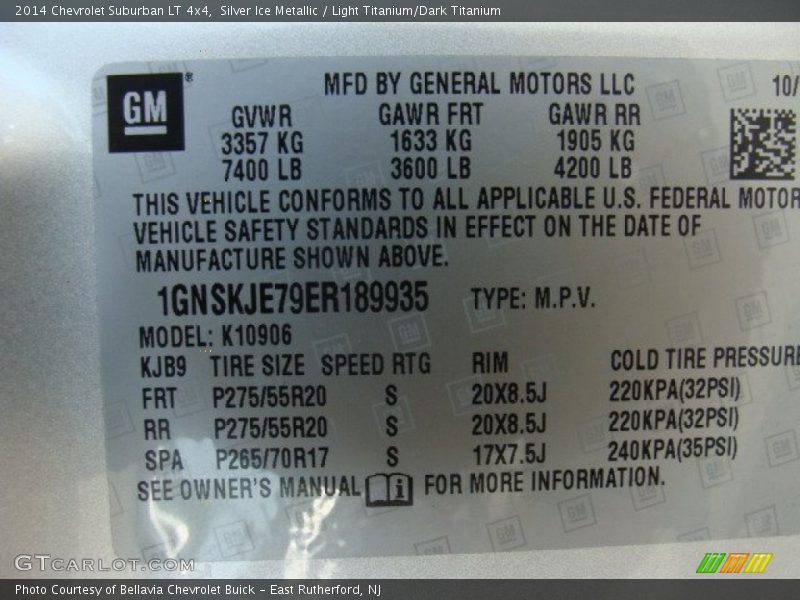 2014 Chevrolet Suburban LT 4x4,  Silver Ice Metallic / Light Titanium/Dark Titanium
GM ®
MFD BY GENERAL MOTORS LLC 10/
GVWR GAWR FRT GAWR RR
3357 KG 1633 KG 1905 KG
7400 LB 3600 LB 4200 LB
THIS VEHICLE CONFORMS TO ALL APPLICABLE U.S. FEDERAL MOTOR
VEHICLE SAFETY STANDARDS IN EFFECT ON THE DATE OF
MANUFACTURE SHOWN ABOVE.
1GNSKJE79ER189935 TYPE: M.P.V.
MODEL: K10906
KJB9 TIRE SIZE SPEED RTG RIM COLD TIRE PRESSURE
FRT P275/55R20 S 20X8.5J 220KPA(32PSI)
RR P275/55R20 S 20X8.5J 220KPA(32PSI)
SPA P265/70R17 S 17X7.5J 240KPA(35PSI)
SEE OWNER'S MANUAL i FOR MORE INFORMATION.
GTCARLOT.COM
Photo Courtesy of Bellavia Chevrolet Buick – East Rutherford, NJ